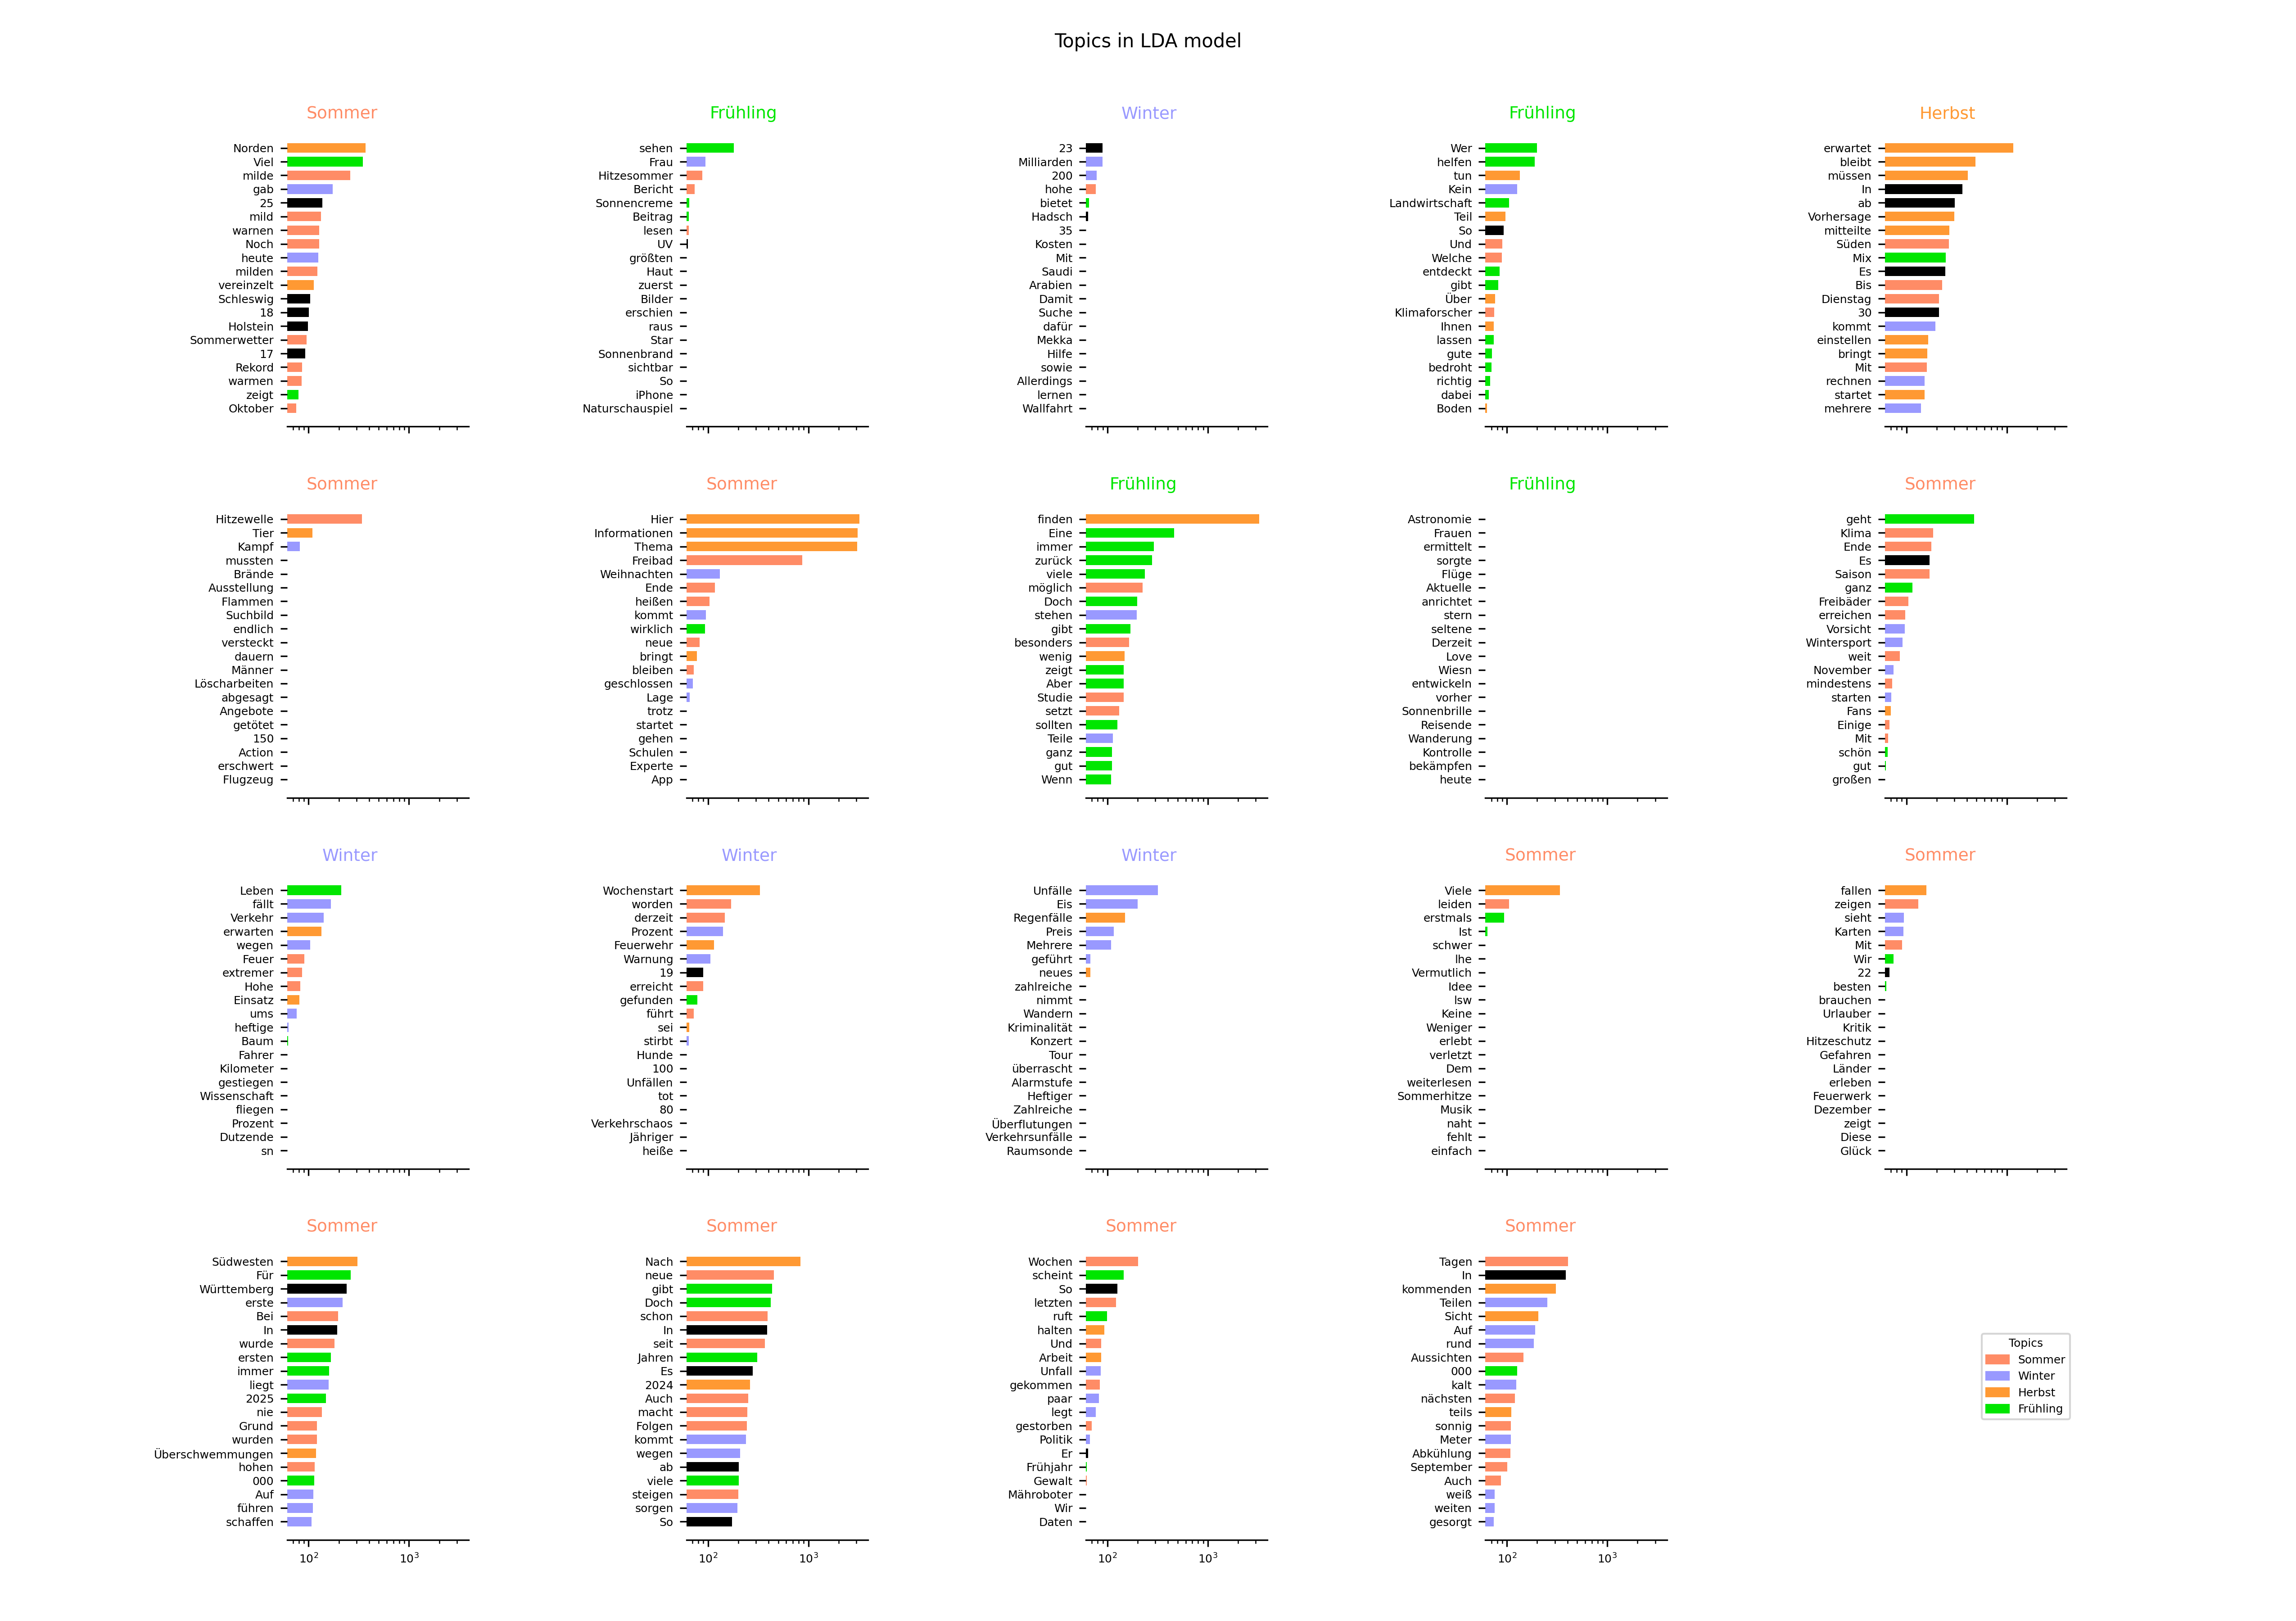 Topics in LDA model
Sommer
Norden
Viel
milde
gab
25
mild
warnen
Noch
heute
milden
vereinzelt
Schleswig
18
Holstein
Sommerwetter
17
Rekord
warmen
zeigt
Oktober
Frühling
sehen
Frau
Hitzesommer
Bericht
Sonnencreme
Beitrag
lesen
UV
größten
Haut
zuerst
Bilder
erschien
raus
Star
Sonnenbrand
sichtbar
So
iPhone
Naturschauspiel
Winter
23
Milliarden
200
hohe
bietet
Hadsch
35
Kosten
Mit
Saudi
Arabien
Damit
Suche
dafür
Mekka
Hilfe
sowie
Allerdings
lernen
Wallfahrt
Frühling
Wer
helfen
tun
Kein
Landwirtschaft
Teil
So
Und
Welche
entdeckt
gibt
Über
Klimaforscher
Ihnen
lassen
gute
bedroht
richtig
dabei
Boden
Herbst
erwartet
bleibt
müssen
In
ab
Vorhersage
mitteilte
Süden
Mix
Es
Bis
Dienstag
30
kommt
einstellen
bringt
Mit
rechnen
startet
mehrere
Sommer
Hitzewelle
Tier
Kampf
mussten
Brände
Ausstellung
Flammen
Suchbild
endlich
versteckt
dauern
Männer
Löscharbeiten
abgesagt
Angebote
getötet
150
Action
erschwert
Flugzeug
Sommer
Hier
Informationen
Thema
Freibad
Weihnachten
Ende
heißen
kommt
wirklich
neue
bringt
bleiben
geschlossen
Lage
trotz
startet
gehen
Schulen
Experte
App
Frühling
finden
Eine
immer
zurück
viele
möglich
Doch
stehen
gibt
besonders
wenig
zeigt
Aber
Studie
setzt
sollten
Teile
ganz
gut
Wenn
Frühling
Astronomie
Frauen
ermittelt
sorgte
Flüge
Aktuelle
anrichtet
stern
seltene
Derzeit
Love
Wiesn
entwickeln
vorher
Sonnenbrille
Reisende
Wanderung
Kontrolle
bekämpfen
heute
Sommer
geht
Klima
Ende
Es
Saison
ganz
Freibäder
erreichen
Vorsicht
Wintersport
weit
November
mindestens
starten
Fans
Einige
Mit
schön
gut
großen
Winter
Leben
fällt
Verkehr
erwarten
wegen
Feuer
extremer
Hohe
Einsatz
ums
heftige
Baum
Fahrer
Kilometer
gestiegen
Wissenschaft
fliegen
Prozent
Dutzende
sn
Winter
Wochenstart
worden
derzeit
Prozent
Feuerwehr
Warnung
19
erreicht
gefunden
führt
sei
stirbt
Hunde
100
Unfällen
tot
80
Verkehrschaos
Jähriger
heiße
Winter
Unfälle
Eis
Regenfälle
Preis
Mehrere
geführt
neues
zahlreiche
nimmt
Wandern
Kriminalität
Konzert
Tour
überrascht
Alarmstufe
Heftiger
Zahlreiche
Überflutungen
Verkehrsunfälle
Raumsonde
Sommer
Viele
leiden
erstmals
Ist
schwer
lhe
Vermutlich
Idee
lsw
Keine
Weniger
erlebt
verletzt
Dem
weiterlesen
Sommerhitze
Musik
naht
fehlt
einfach
Sommer
fallen
zeigen
sieht
Karten
Mit
Wir
22
besten
brauchen
Urlauber
Kritik
Hitzeschutz
Gefahren
Länder
erleben
Feuerwerk
Dezember
zeigt
Diese
Glück
Sommer
Südwesten
Für
Württemberg
erste
Bei
In
wurde
ersten
immer
liegt
2025
nie
Grund
wurden
Überschwemmungen
hohen
000
Auf
führen
schaffen
10²
10³
Sommer
Nach
neue
gibt
Doch
schon
In
seit
Jahren
Es
2024
Auch
macht
Folgen
kommt
wegen
ab
viele
steigen
sorgen
So
10²
10³
Sommer
Wochen
scheint
So
letzten
ruft
halten
Und
Arbeit
Unfall
gekommen
paar
legt
gestorben
Politik
Er
Frühjahr
Gewalt
Mähroboter
Wir
Daten
10²
10³
Sommer
Tagen
In
kommenden
Teilen
Sicht
Auf
rund
Aussichten
000
kalt
nächsten
teils
sonnig
Meter
Abkühlung
September
Auch
weiß
weiten
gesorgt
10²
10³
Topics
Sommer
Winter
Herbst
Frühling